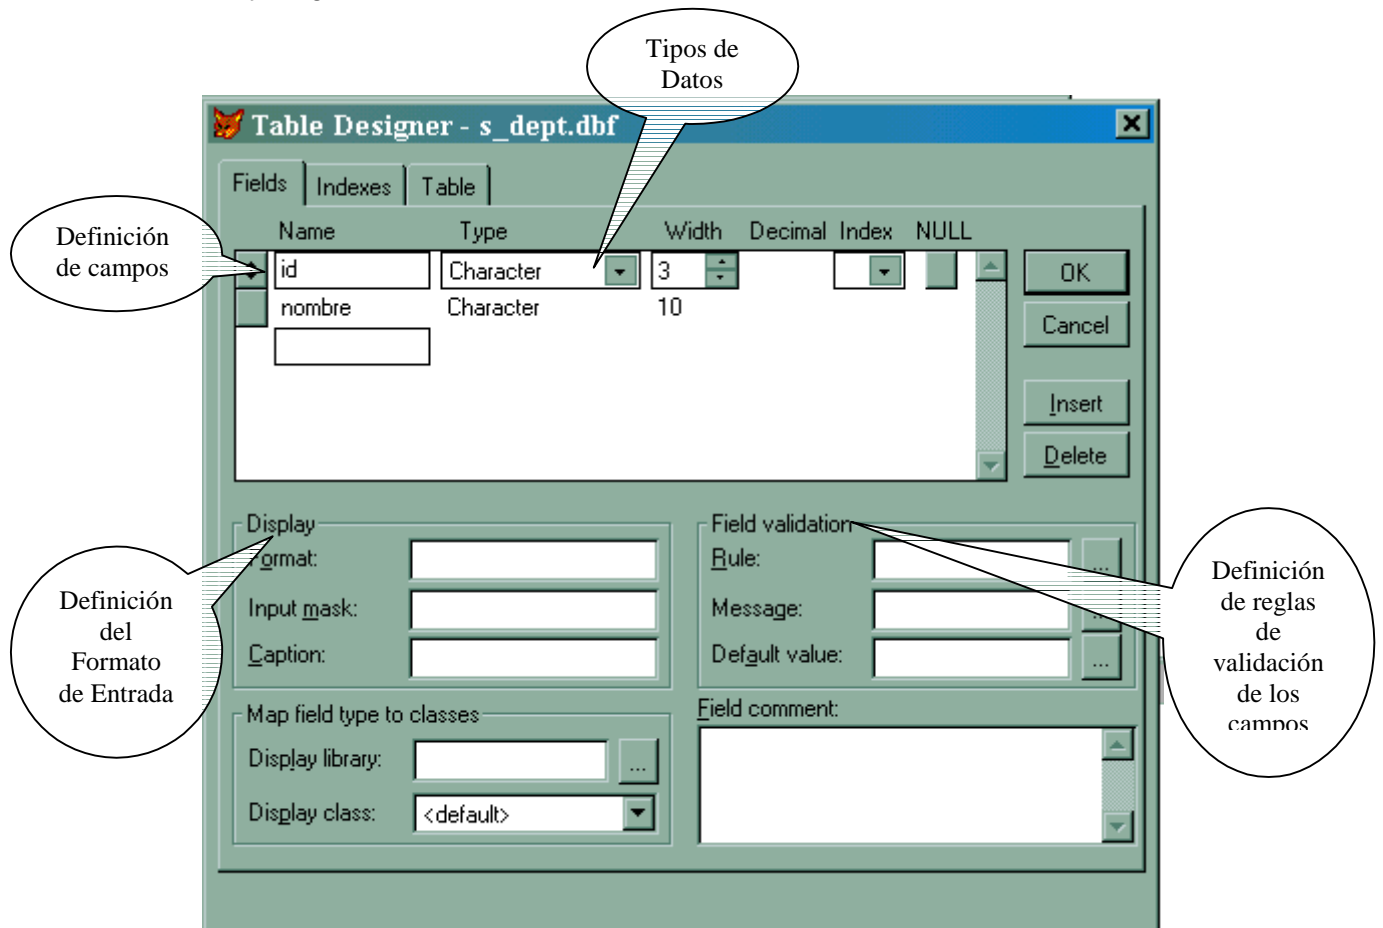 Tipos de
Datos
Table Designer - s_dept.dbf
Fields Indexes Table
Definición
de campos
Name Type Width Decimal Index NULL
id Character 3
nombre Character 10
OK
Cancel
Insert
Delete
Display
Format:
Input mask:
Caption:
Field validation
Rule: ...
Message: ...
Default value: ...
Definición
del
Formato
de Entrada
Definición
de reglas
de
validación
de los
campos
Map field type to classes
Display library: ...
Display class: <default>
Field comment: